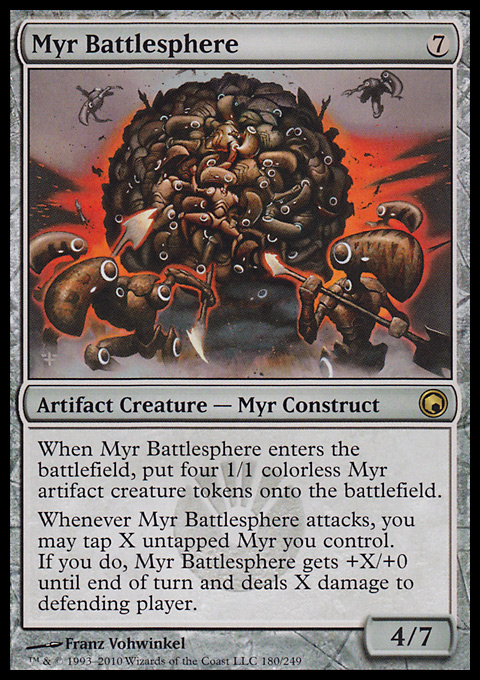 Myr Battlesphere
7
Artifact Creature — Myr Construct
When Myr Battlesphere enters the
battlefield, put four 1/1 colorless Myr
artifact creature tokens onto the battlefield.
Whenever Myr Battlesphere attacks, you
may tap X untapped Myr you control.
If you do, Myr Battlesphere gets +X/+0
until end of turn and deals X damage to
defending player.
Franz Vohwinkel
4/7
™ & © 1993–2010 Wizards of the Coast LLC 180/249